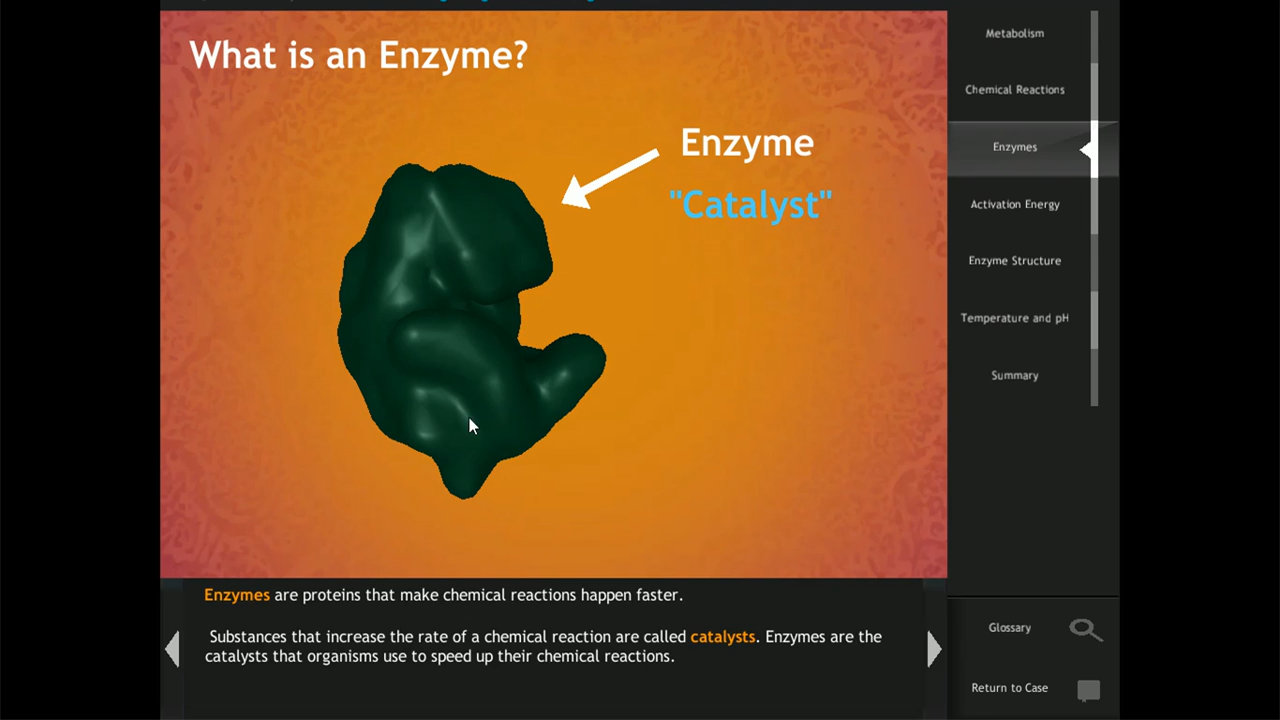 What is an Enzyme?
Enzyme
"Catalyst"
Enzymes are proteins that make chemical reactions happen faster.
Substances that increase the rate of a chemical reaction are called catalysts. Enzymes are the
catalysts that organisms use to speed up their chemical reactions.
Metabolism
Chemical Reactions
Enzymes
Activation Energy
Enzyme Structure
Temperature and pH
Summary
Glossary
Return to Case